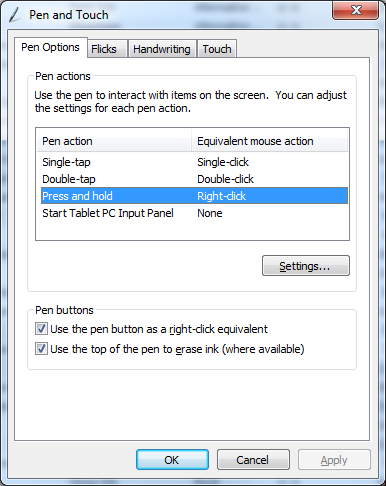 Pen and Touch
Pen Options Flicks Handwriting Touch
Pen actions
Use the pen to interact with items on the screen. You can adjust
the settings for each pen action.
Pen action Equivalent mouse action
Single-tap Single-click
Double-tap Double-click
Press and hold Right-click
Start Tablet PC Input Panel None
Settings...
Pen buttons
Use the pen button as a right-click equivalent
Use the top of the pen to erase ink (where available)
OK Cancel Apply